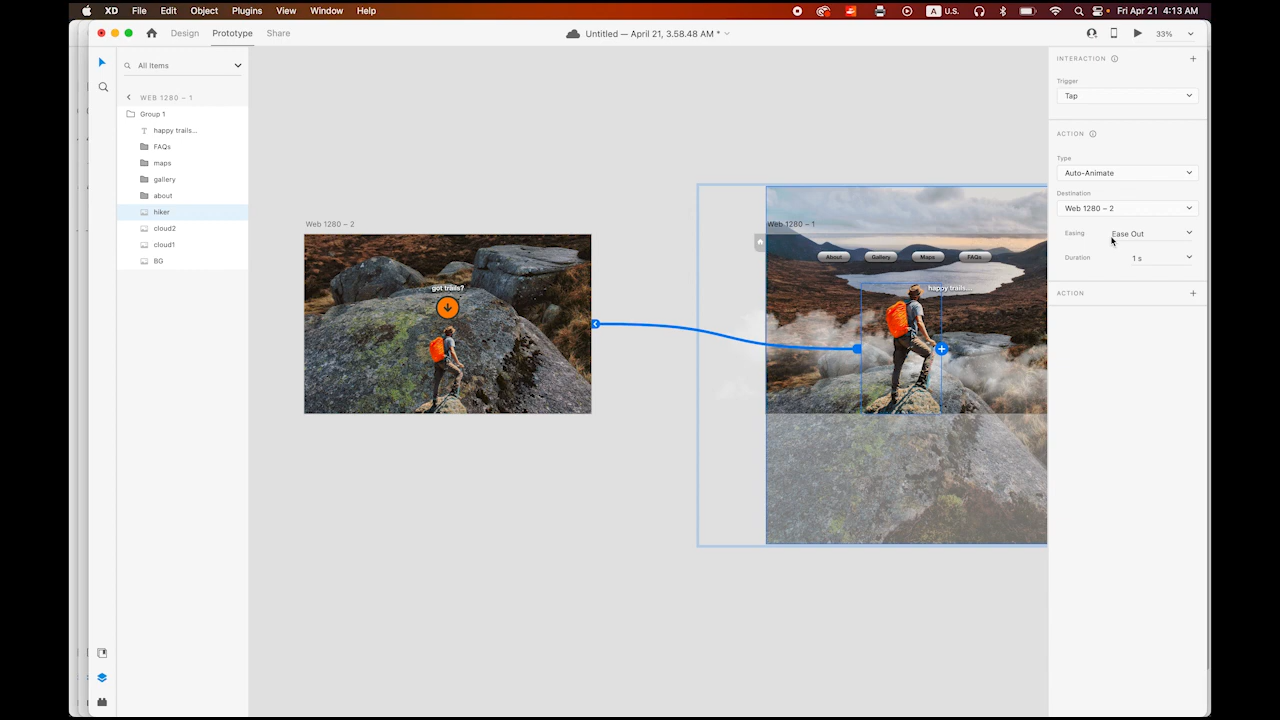 XD File Edit Object Plugins View Window Help A U.S. Fri Apr 21 4:13 AM
Design Prototype Share Untitled — April 21, 3.58.48 AM * 33%
All Items
WEB 1280 – 1
Group 1
T happy trails...
FAQs
maps
gallery
about
hiker
cloud2
cloud1
BG
Web 1280 – 2
got trails?
Web 1280 – 1
About Gallery Maps FAQs
happy trails...
INTERACTION
Trigger
Tap
ACTION
Type
Auto-Animate
Destination
Web 1280 – 2
Easing Ease Out
Duration 1 s
ACTION